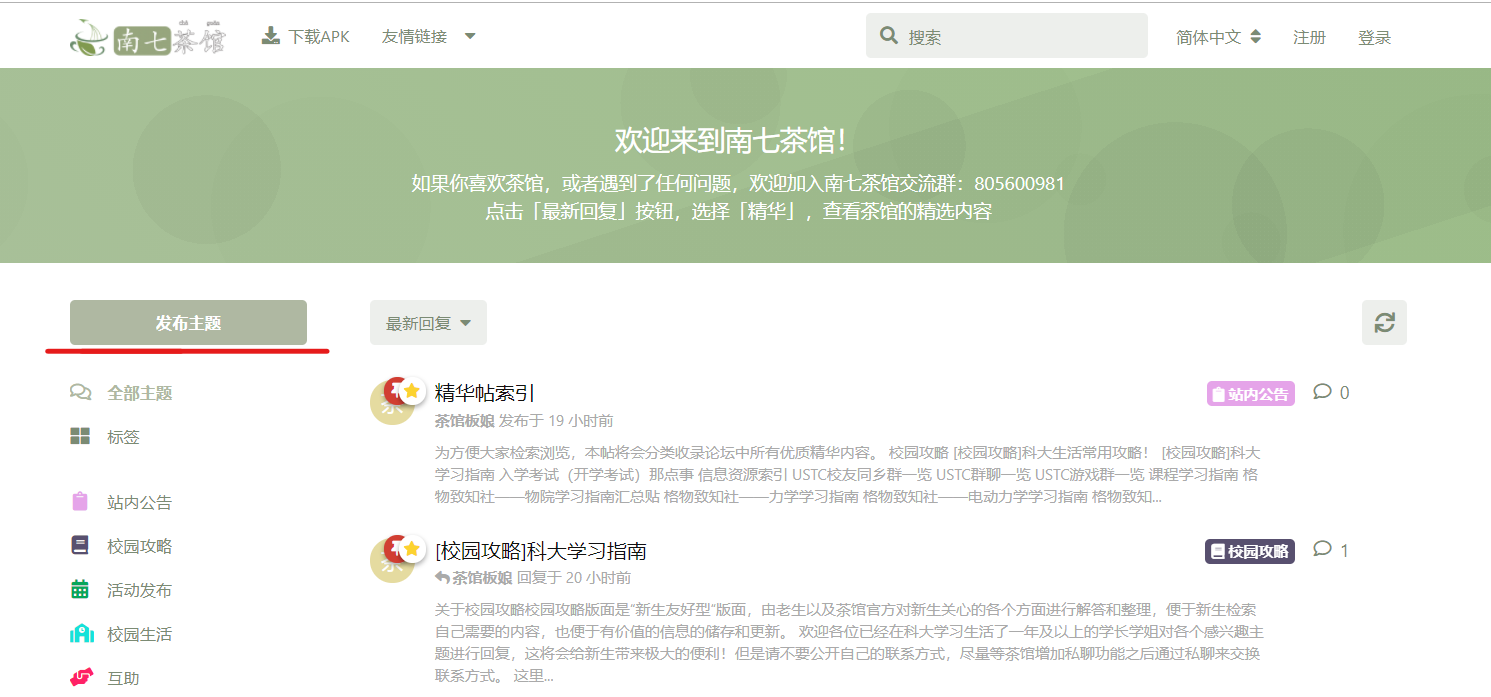 南七茶馆
下载APK
友情链接
搜索
简体中文
注册
登录
欢迎来到南七茶馆！
如果你喜欢茶馆，或者遇到了任何问题，欢迎加入南七茶馆交流群：805600981
点击「最新回复」按钮，选择「精华」，查看茶馆的精选内容
发布主题
最新回复
全部主题
标签
站内公告
校园攻略
活动发布
校园生活
互助
茶
精华帖索引
站内公告
0
茶馆板娘 发布于 19 小时前
为方便大家检索浏览，本帖将会分类收录论坛中所有优质精华内容。 校园攻略 [校园攻略]科大生活常用攻略！ [校园攻略]科大
学习指南 入学考试（开学考试）那点事 信息资源索引 USTC校友同乡群一览 USTC群聊一览 USTC游戏群一览 课程学习指南 格
物致知社——物院学习指南汇总贴 格物致知社——力学学习指南 格物致知社——电动力学学习指南 格物致知...
茶
[校园攻略]科大学习指南
校园攻略
1
茶馆板娘 回复于 20 小时前
关于校园攻略校园攻略版面是“新生友好型”版面，由老生以及茶馆官方对新生关心的各个方面进行解答和整理，便于新生检索
自己需要的内容，也便于有价值的信息的储存和更新。 欢迎各位已经在科大学习生活了一年及以上的学长学姐对各个感兴趣主
题进行回复，这将会给新生带来极大的便利！但是请不要公开自己的联系方式，尽量等茶馆增加私聊功能之后通过私聊来交换
联系方式。 这里...